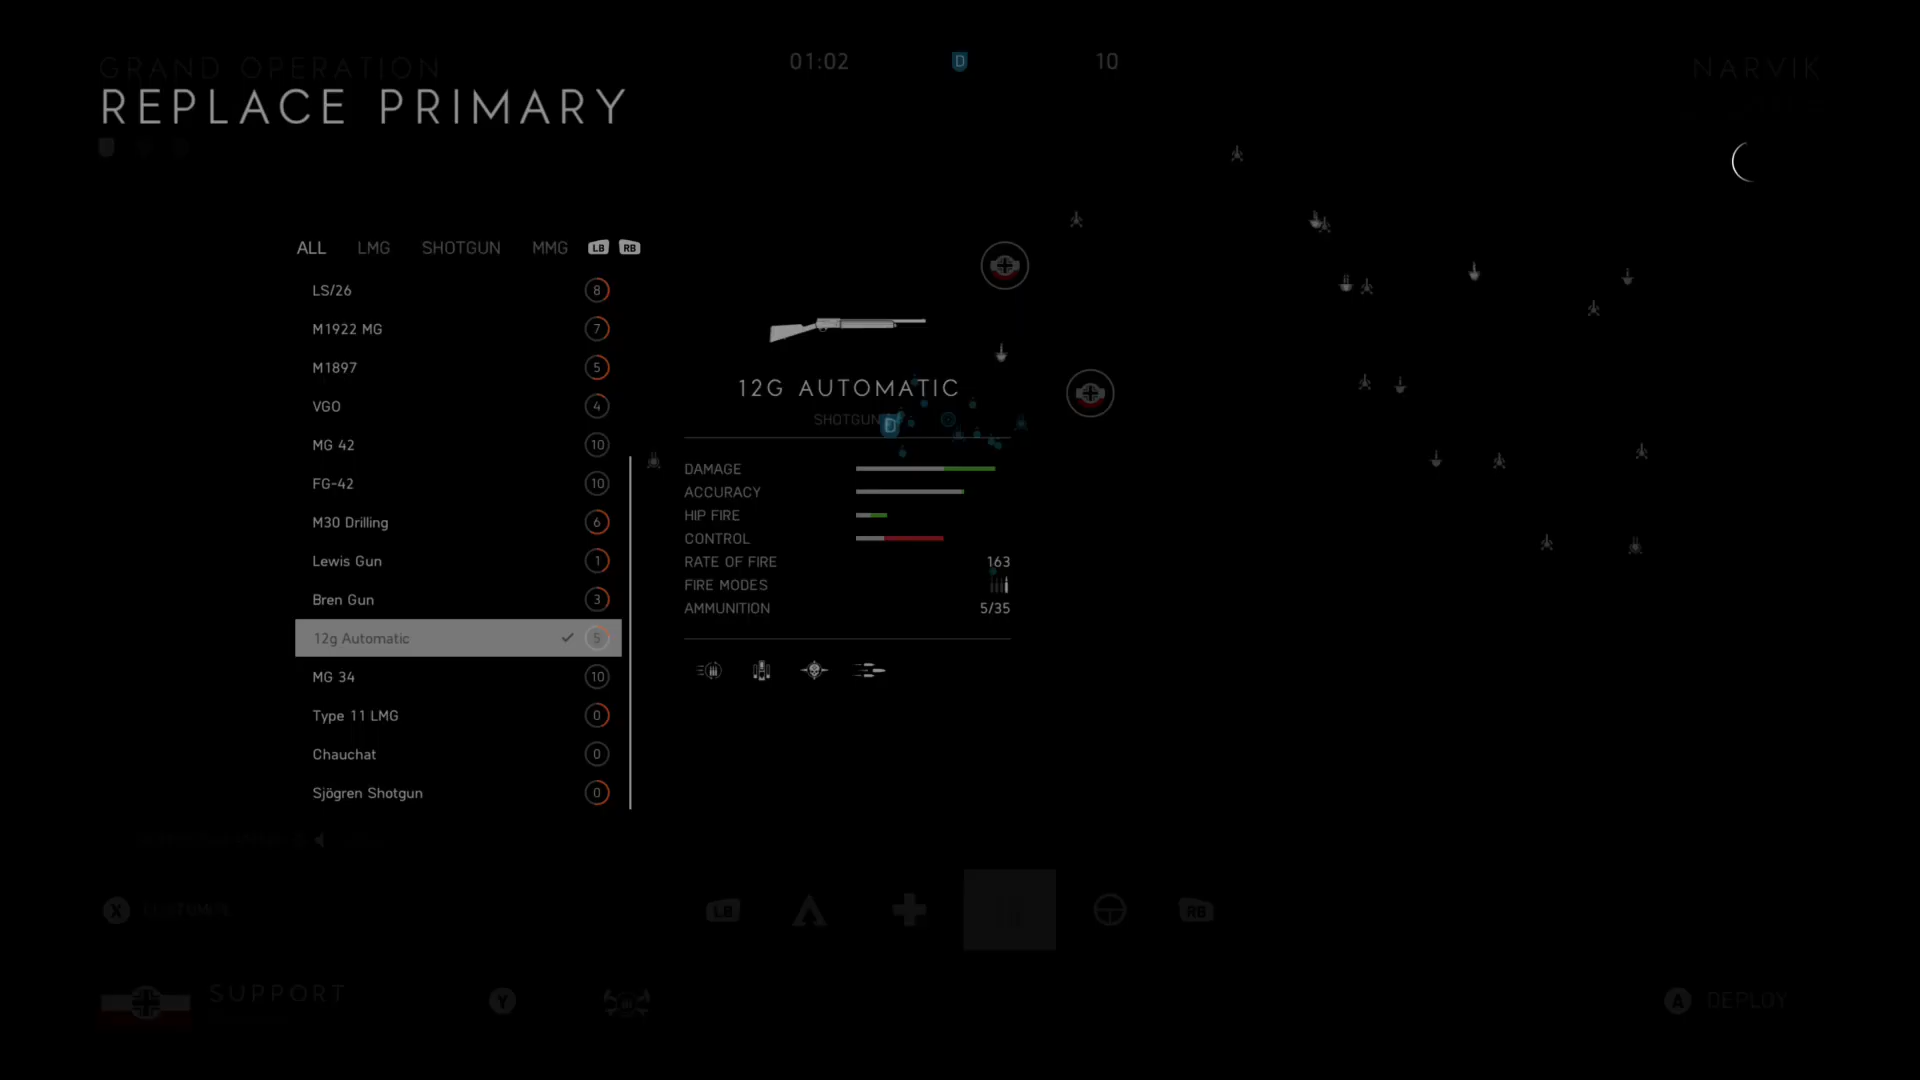 GRAND OPERATION
REPLACE PRIMARY
01:02
D
10
NARVIK
ALL LMG SHOTGUN MMG LB RB
LS/26 8
M1922 MG 7
M1897 5
VGO 4
MG 42 10
FG-42 10
M30 Drilling 6
Lewis Gun 1
Bren Gun 3
12g Automatic 5
MG 34 10
Type 11 LMG 0
Chauchat 0
Sjögren Shotgun 0
12G AUTOMATIC
SHOTGUN
D
DAMAGE
ACCURACY
HIP FIRE
CONTROL
RATE OF FIRE 163
FIRE MODES
AMMUNITION 5/35
X CUSTOMIZE
LB
RB
SUPPORT
Y
A DEPLOY